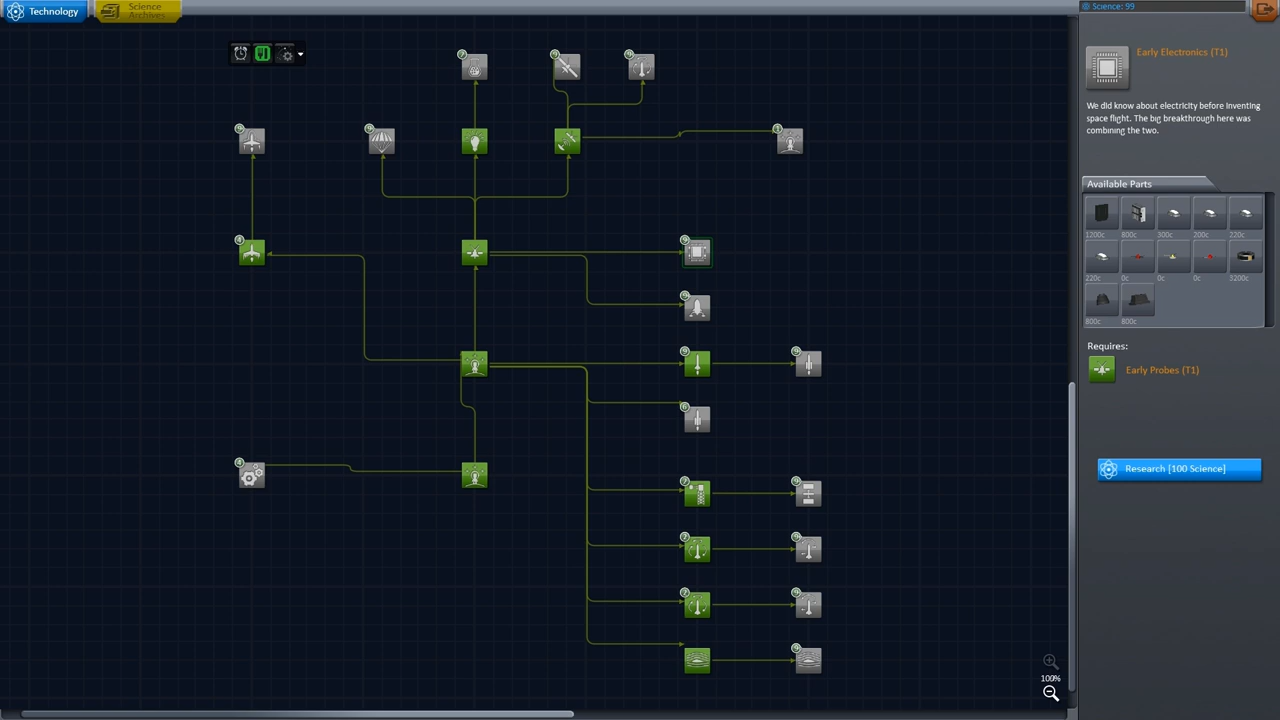 Technology
Science
Archives
Science: 99
Early Electronics (T1)
We did know about electricity before inventing
space flight. The big breakthrough here was
combining the two.
Available Parts
1200c 800c 300c 200c 220c
220c 0c 0c 0c 3200c
800c 800c
Requires:
Early Probes (T1)
Research [100 Science]
100%